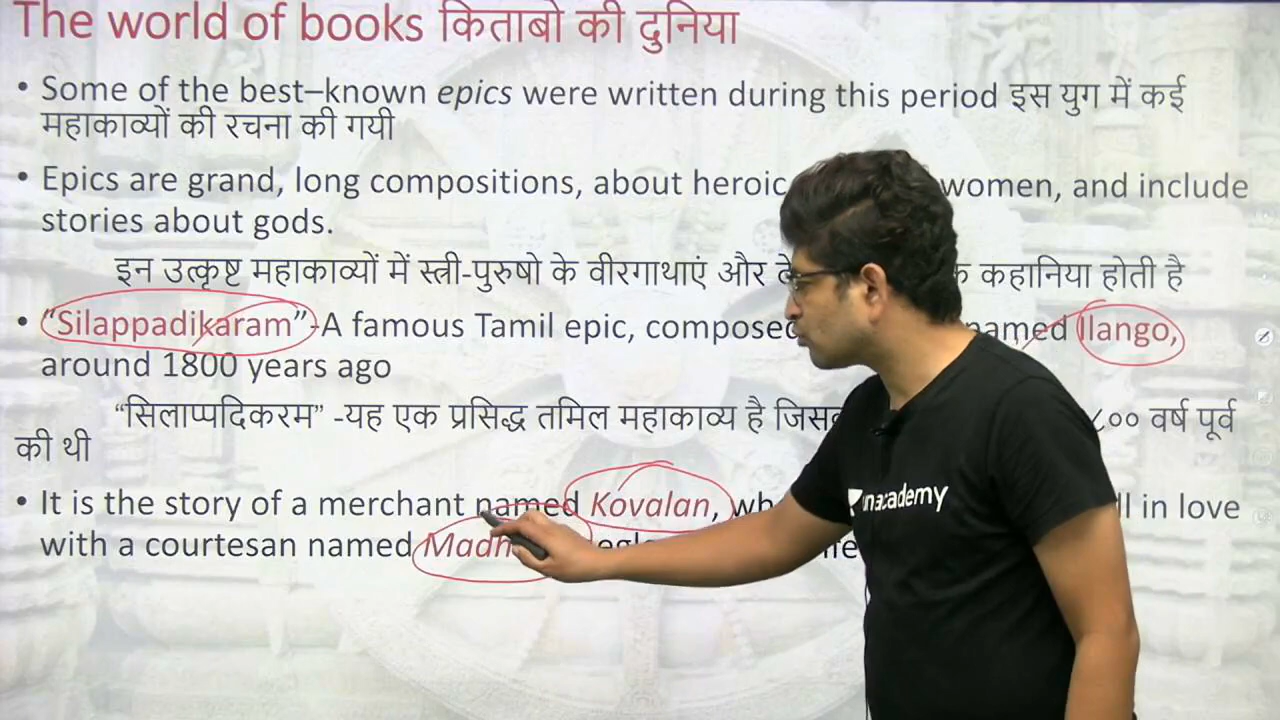 The world of books किताबो की दुनिया
• Some of the best–known epics were written during this period इस युग में कई
महाकाव्यों की रचना की गयी
• Epics are grand, long compositions, about heroic women, and include
stories about gods.
इन उत्कृष्ट महाकाव्यों में स्त्री-पुरुषो के वीरगाथाएं और कहानिया होती है
• “Silappadikaram”-A famous Tamil epic, composed named Ilango,
around 1800 years ago
“सिलाप्पदिकरम” -यह एक प्रसिद्ध तमिल महाकाव्य है ८०० वर्ष पूर्व
की थी
• It is the story of a merchant named Kovalan, in love
with a courtesan named
unacademy